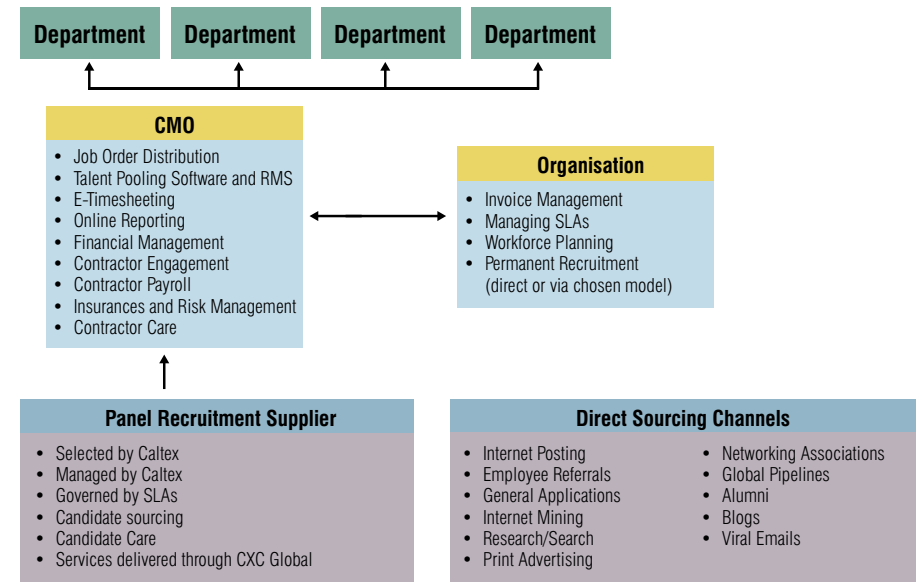 Department
Department
Department
Department
CMO
• Job Order Distribution
• Talent Pooling Software and RMS
• E-Timesheeting
• Online Reporting
• Financial Management
• Contractor Engagement
• Contractor Payroll
• Insurances and Risk Management
• Contractor Care
Organisation
• Invoice Management
• Managing SLAs
• Workforce Planning
• Permanent Recruitment
(direct or via chosen model)
Panel Recruitment Supplier
• Selected by Caltex
• Managed by Caltex
• Governed by SLAs
• Candidate sourcing
• Candidate Care
• Services delivered through CXC Global
Direct Sourcing Channels
• Internet Posting
• Employee Referrals
• General Applications
• Internet Mining
• Research/Search
• Print Advertising
• Networking Associations
• Global Pipelines
• Alumni
• Blogs
• Viral Emails